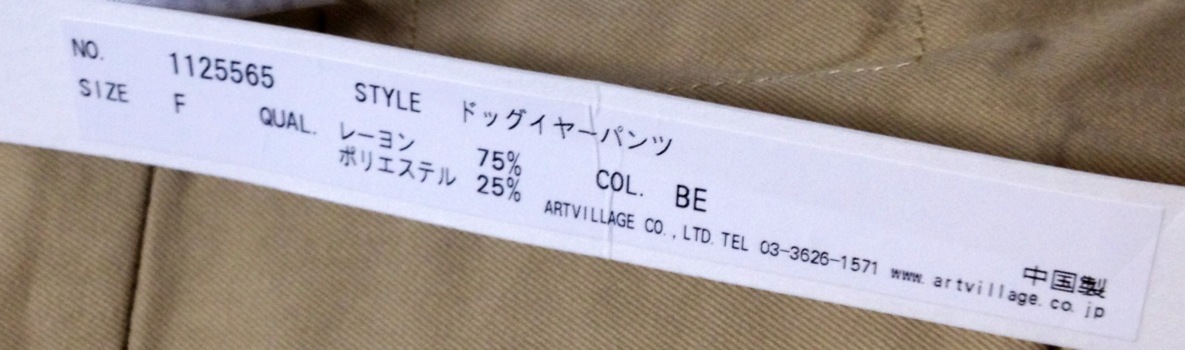 NO. 1125565 STYLE ドッグイヤーパンツ
SIZE F QUAL. レーヨン 75% COL. BE
ポリエステル 25%
ARTVILLAGE CO.,LTD. TEL 03-3626-1571 www.artvillage.co.jp
中国製